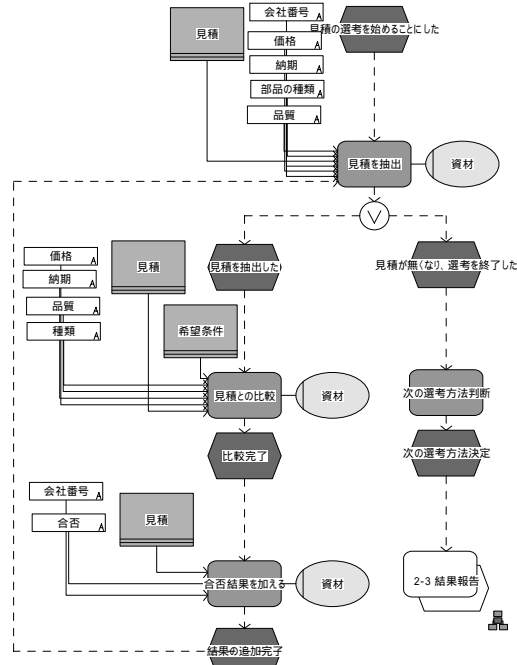 会社番号
見積
見積の選考を始めることにした
価格
納期
部品の種類
品質
見積を抽出
資材
価格
見積
見積を抽出した
見積が無くなり、選考を終了した
納期
品質
種類
希望条件
見積との比較
資材
次の選考方法判断
比較完了
次の選考方法決定
会社番号
見積
合否
合否結果を加える
資材
2-3 結果報告
結果の追加完了